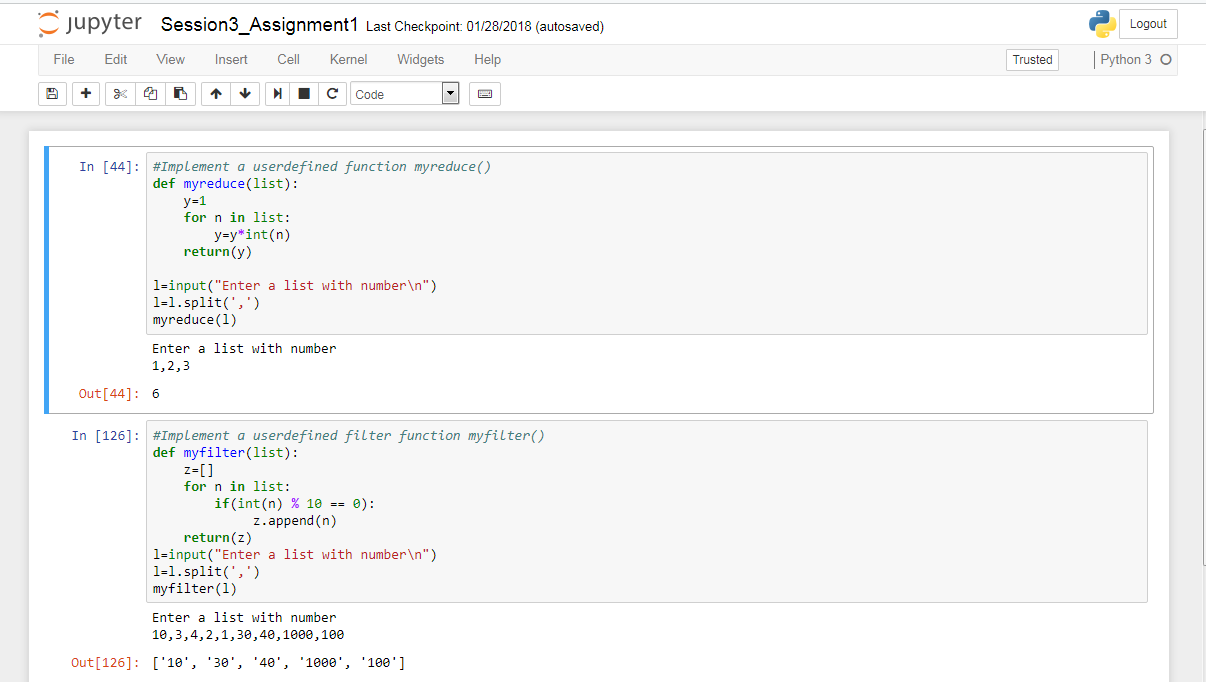 jupyter Session3_Assignment1 Last Checkpoint: 01/28/2018 (autosaved) Logout
File Edit View Insert Cell Kernel Widgets Help Trusted Python 3
Code
In [44]: #Implement a userdefined function myreduce()
def myreduce(list):
    y=1
    for n in list:
        y=y*int(n)
    return(y)
l=input("Enter a list with number\n")
l=l.split(',')
myreduce(l)
Enter a list with number
1,2,3
Out[44]: 6
In [126]: #Implement a userdefined filter function myfilter()
def myfilter(list):
    z=[]
    for n in list:
        if(int(n) % 10 == 0):
             z.append(n)
    return(z)
l=input("Enter a list with number\n")
l=l.split(',')
myfilter(l)
Enter a list with number
10,3,4,2,1,30,40,1000,100
Out[126]: ['10', '30', '40', '1000', '100']